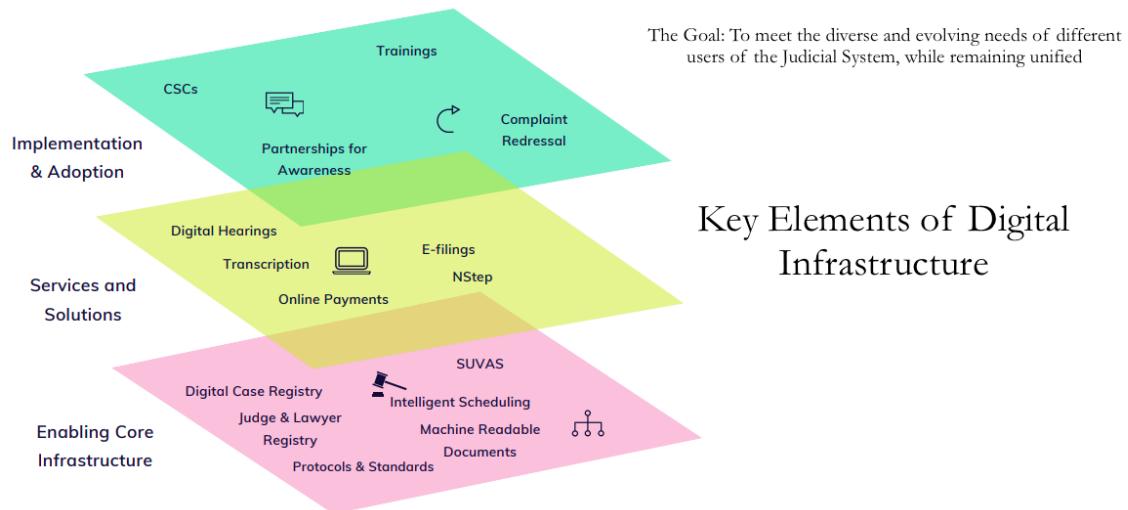 The Goal: To meet the diverse and evolving needs of different
users of the Judicial System, while remaining unified
Key Elements of Digital
Infrastructure
Implementation
& Adoption
Trainings
CSCs
Complaint
Redressal
Partnerships for
Awareness
Services and
Solutions
Digital Hearings
E-filings
Transcription
NStep
Online Payments
Enabling Core
Infrastructure
SUVAS
Digital Case Registry
Intelligent Scheduling
Judge & Lawyer
Registry
Machine Readable
Documents
Protocols & Standards